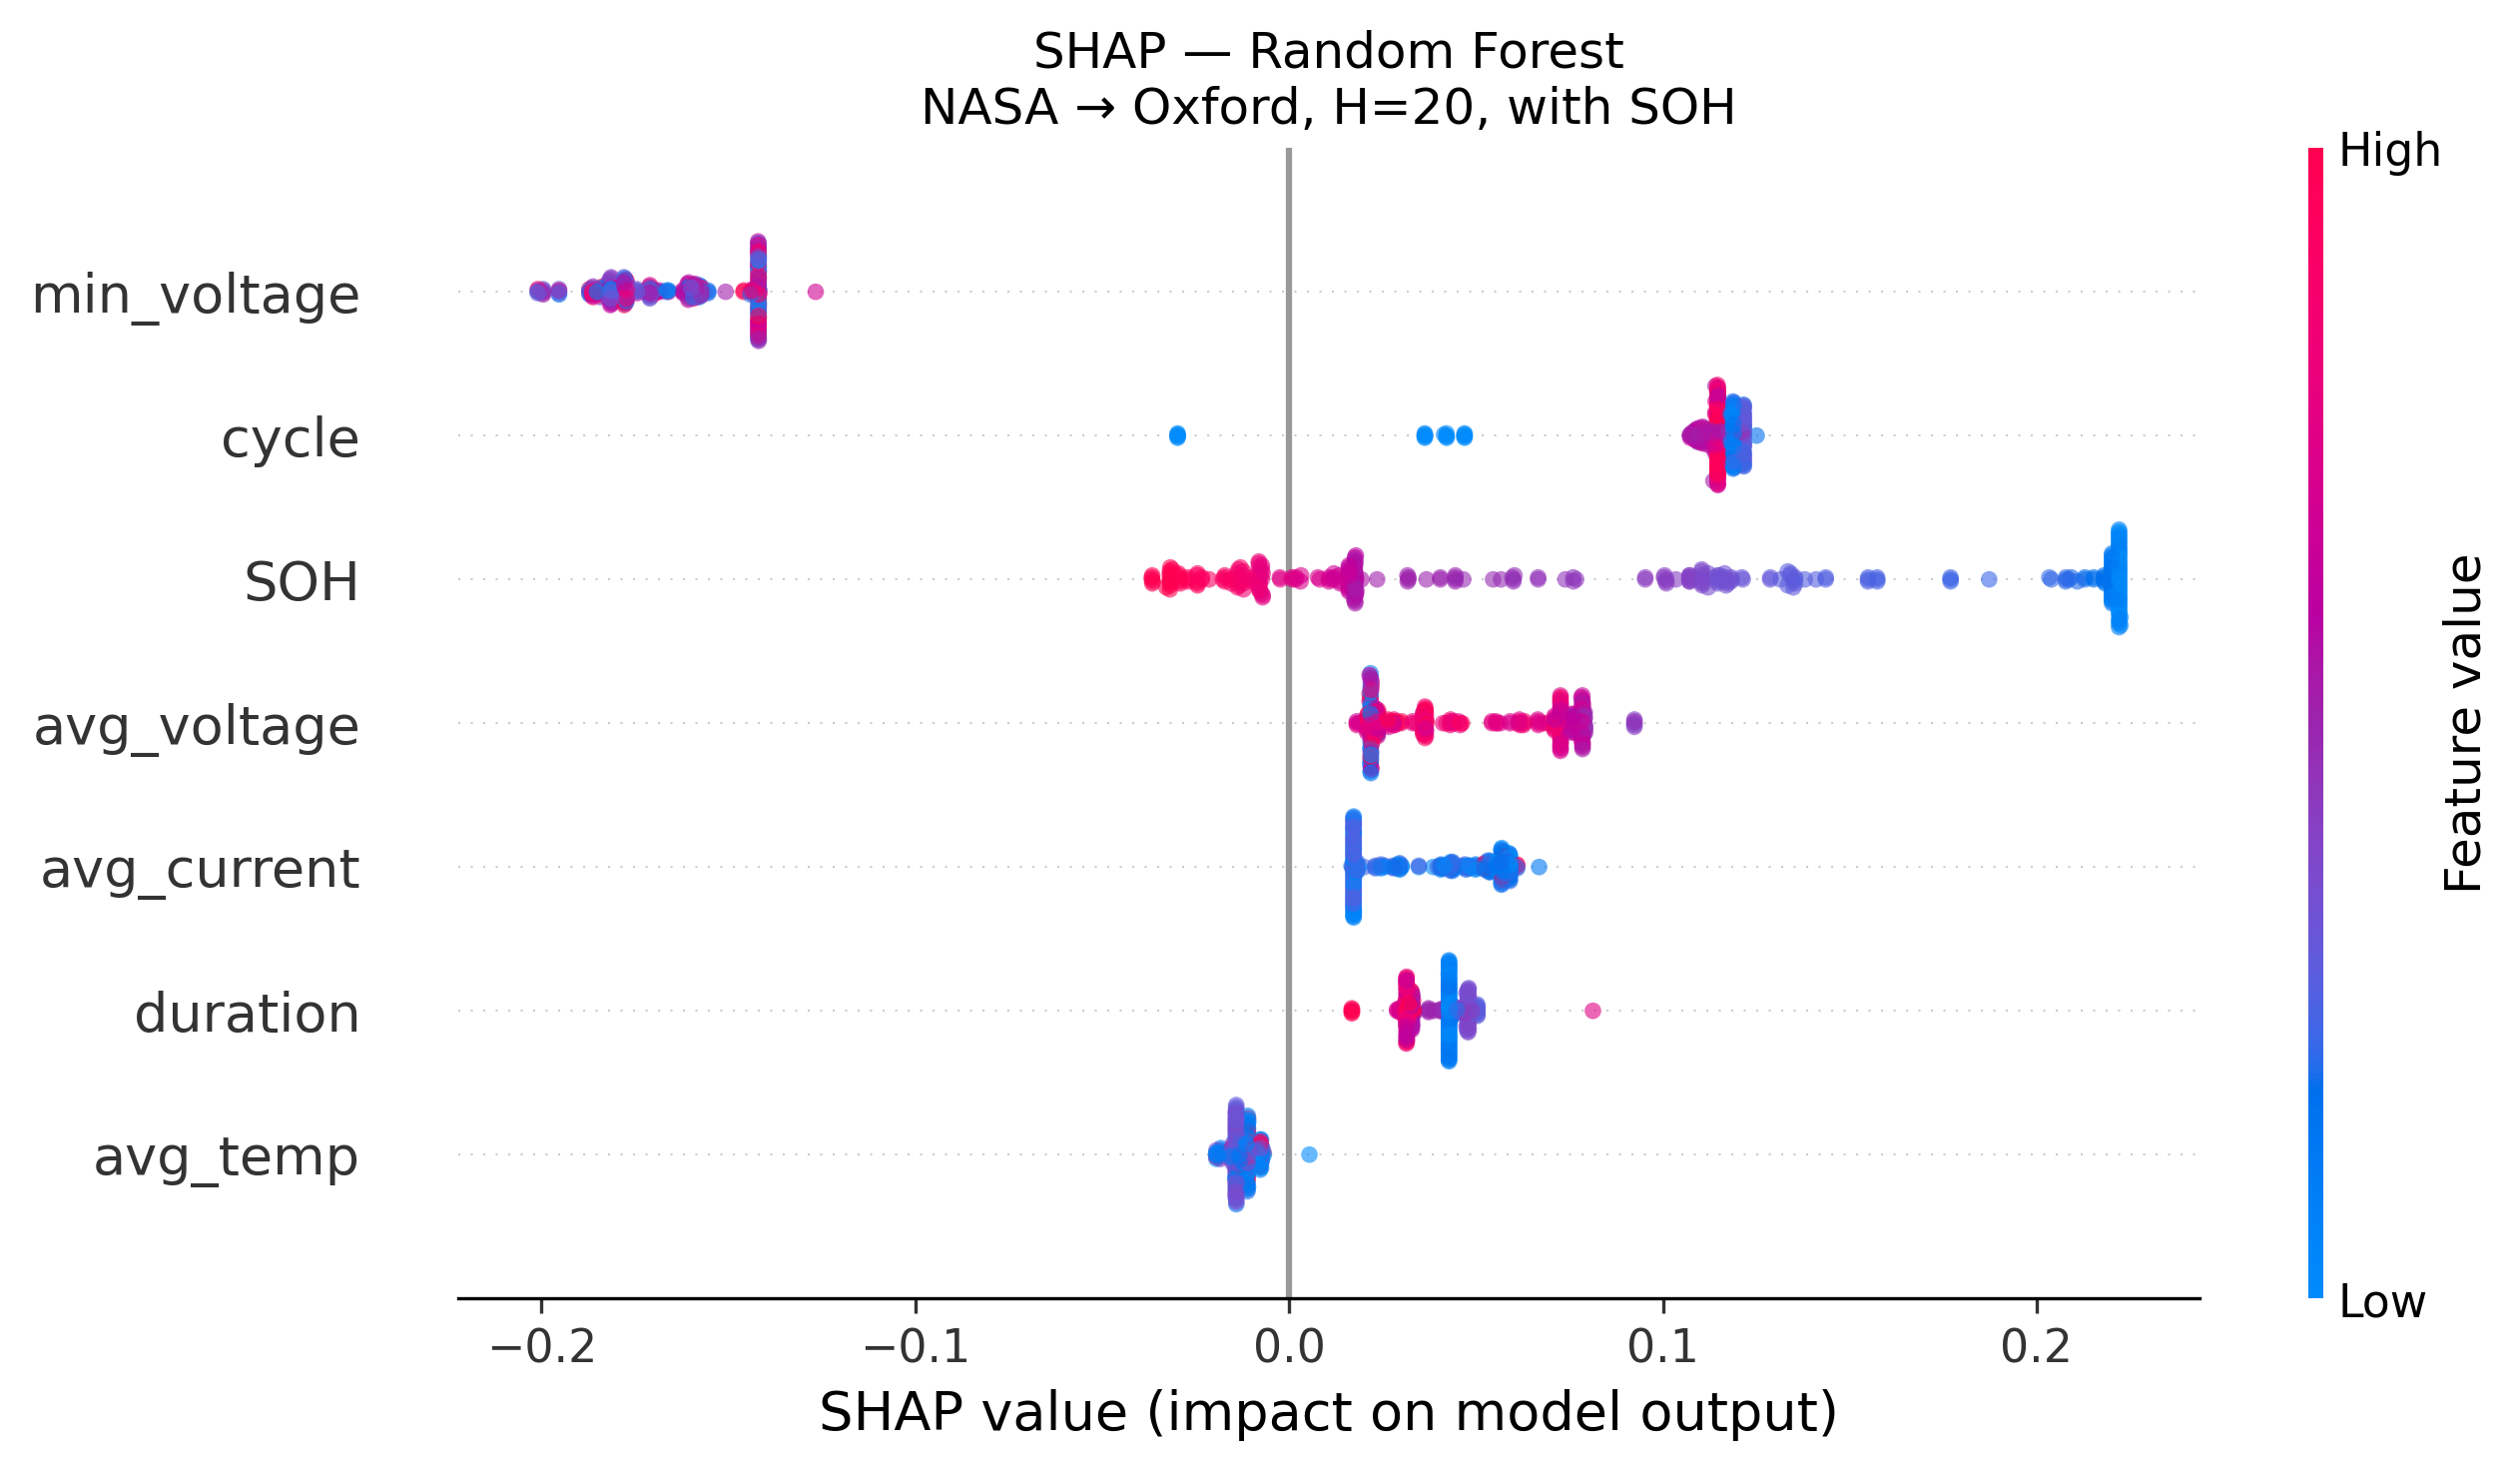 SHAP — Random Forest
NASA → Oxford, H=20, with SOH
High
min_voltage
cycle
SOH
avg_voltage
avg_current
duration
avg_temp
Feature value
Low
−0.2 −0.1 0.0 0.1 0.2
SHAP value (impact on model output)